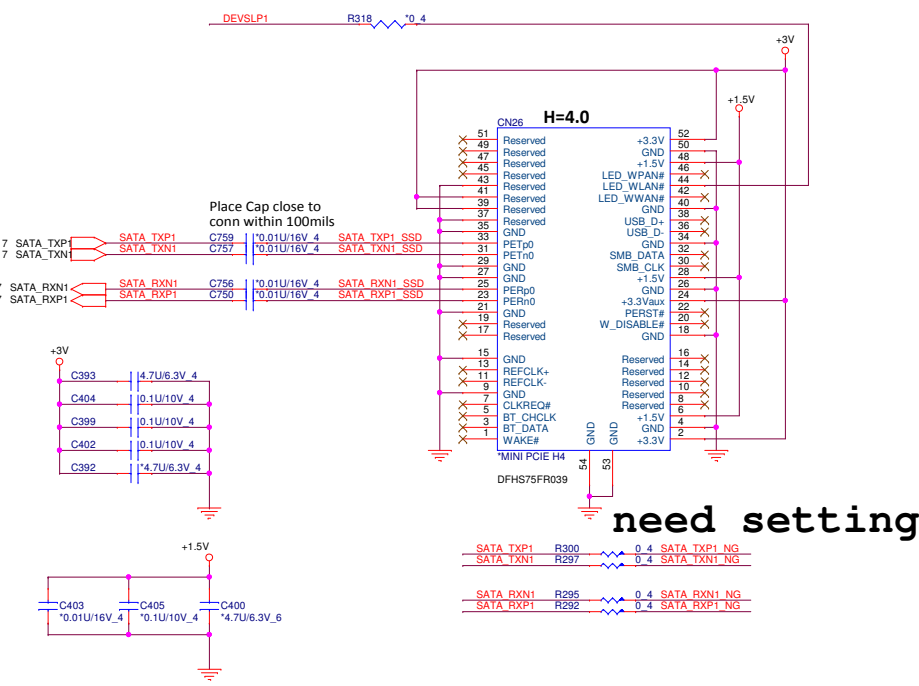 DEVSLP1 R318 *0_4
+3V
+1.5V
CN26 H=4.0
51 Reserved +3.3V 52
49 Reserved GND 50
47 Reserved +1.5V 48
45 Reserved LED_WPAN# 46
43 Reserved LED_WLAN# 44
41 Reserved LED_WWAN# 42
39 Reserved GND 40
37 Reserved USB_D+ 38
35 GND USB_D- 36
33 PETp0 GND 34
31 PETn0 SMB_DATA 32
29 GND SMB_CLK 30
27 GND +1.5V 28
25 PERp0 GND 26
23 PERn0 +3.3Vaux 24
21 GND PERST# 22
19 Reserved W_DISABLE# 20
17 Reserved GND 18
15 GND Reserved 16
13 REFCLK+ Reserved 14
11 REFCLK- Reserved 12
9 GND Reserved 10
7 CLKREQ# Reserved 8
5 BT_CHCLK +1.5V 6
3 BT_DATA GND 4
1 WAKE# +3.3V 2
GND GND
54 53
*MINI PCIE H4
DFHS75FR039
Place Cap close to
conn within 100mils
7 SATA_TXP1 SATA_TXP1 C759 *0.01U/16V_4 SATA_TXP1_SSD
7 SATA_TXN1 SATA_TXN1 C757 *0.01U/16V_4 SATA_TXN1_SSD
SATA_RXN1 SATA_RXN1 C756 *0.01U/16V_4 SATA_RXN1_SSD
SATA_RXP1 SATA_RXP1 C750 *0.01U/16V_4 SATA_RXP1_SSD
+3V
C393 4.7U/6.3V_4
C404 0.1U/10V_4
C399 0.1U/10V_4
C402 0.1U/10V_4
C392 *4.7U/6.3V_4
need setting
+1.5V
C403 C405 C400
*0.01U/16V_4 *0.1U/10V_4 *4.7U/6.3V_6
SATA_TXP1 R300 0_4 SATA_TXP1_NG
SATA_TXN1 R297 0_4 SATA_TXN1_NG
SATA_RXN1 R295 0_4 SATA_RXN1_NG
SATA_RXP1 R292 0_4 SATA_RXP1_NG